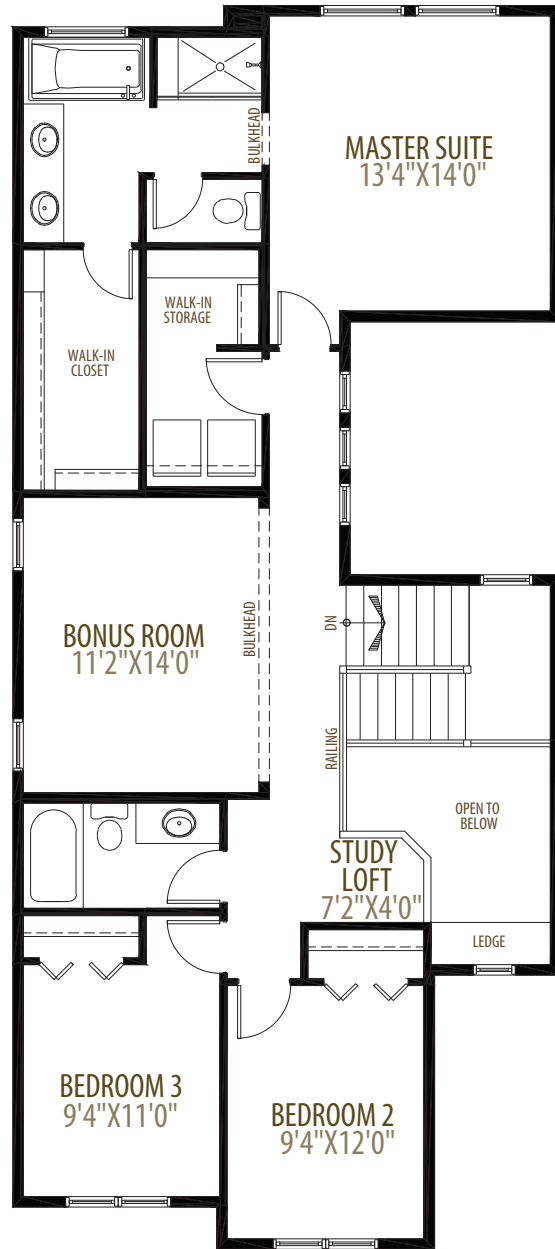 BULKHEAD
MASTER SUITE
13'4"X14'0"
WALK-IN
STORAGE
WALK-IN
CLOSET
BONUS ROOM
11'2"X14'0"
BULKHEAD
DN
RAILING
OPEN TO
BELOW
STUDY
LOFT
7'2"X4'0"
LEDGE
BEDROOM 3
9'4"X11'0"
BEDROOM 2
9'4"X12'0"